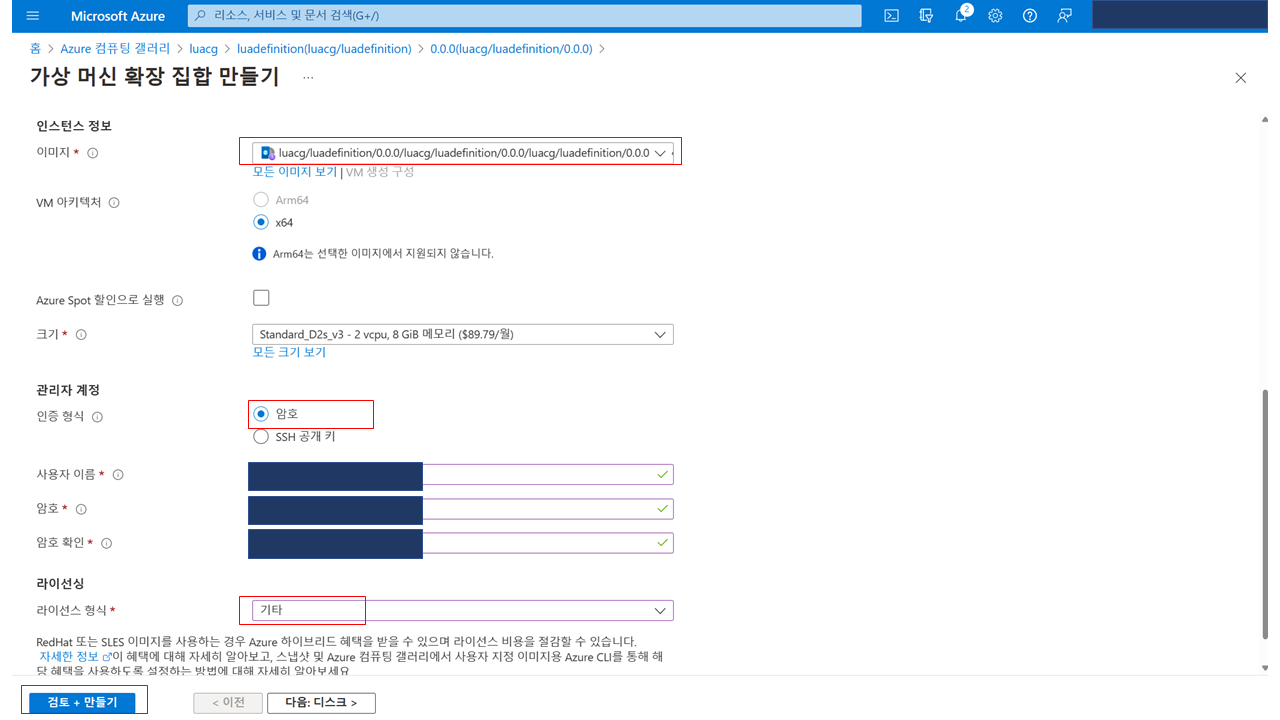 Microsoft Azure
리소스, 서비스 및 문서 검색(G+/)
2
홈 > Azure 컴퓨팅 갤러리 > luacg > luadefinition(luacg/luadefinition) > 0.0.0(luacg/luadefinition/0.0.0) >
가상 머신 확장 집합 만들기 ...
인스턴스 정보
이미지 *
luacg/luadefinition/0.0.0/luacg/luadefinition/0.0.0/luacg/luadefinition/0.0.0
모든 이미지 보기 | VM 생성 구성
VM 아키텍처
Arm64
x64
Arm64는 선택한 이미지에서 지원되지 않습니다.
Azure Spot 할인으로 실행
크기 *
Standard_D2s_v3 - 2 vcpu, 8 GiB 메모리 ($89.79/월)
모든 크기 보기
관리자 계정
인증 형식
암호
SSH 공개 키
사용자 이름 *
암호 *
암호 확인 *
라이선싱
라이선스 형식 *
기타
RedHat 또는 SLES 이미지를 사용하는 경우 Azure 하이브리드 혜택을 받을 수 있으며 라이선스 비용을 절감할 수 있습니다.
자세한 정보 이 혜택에 대해 자세히 알아보고, 스냅샷 및 Azure 컴퓨팅 갤러리에서 사용자 지정 이미지용 Azure CLI를 통해 해
당 혜택을 사용하도록 설정하는 방법에 대해 자세히 알아보세요
검토 + 만들기
< 이전
다음: 디스크 >